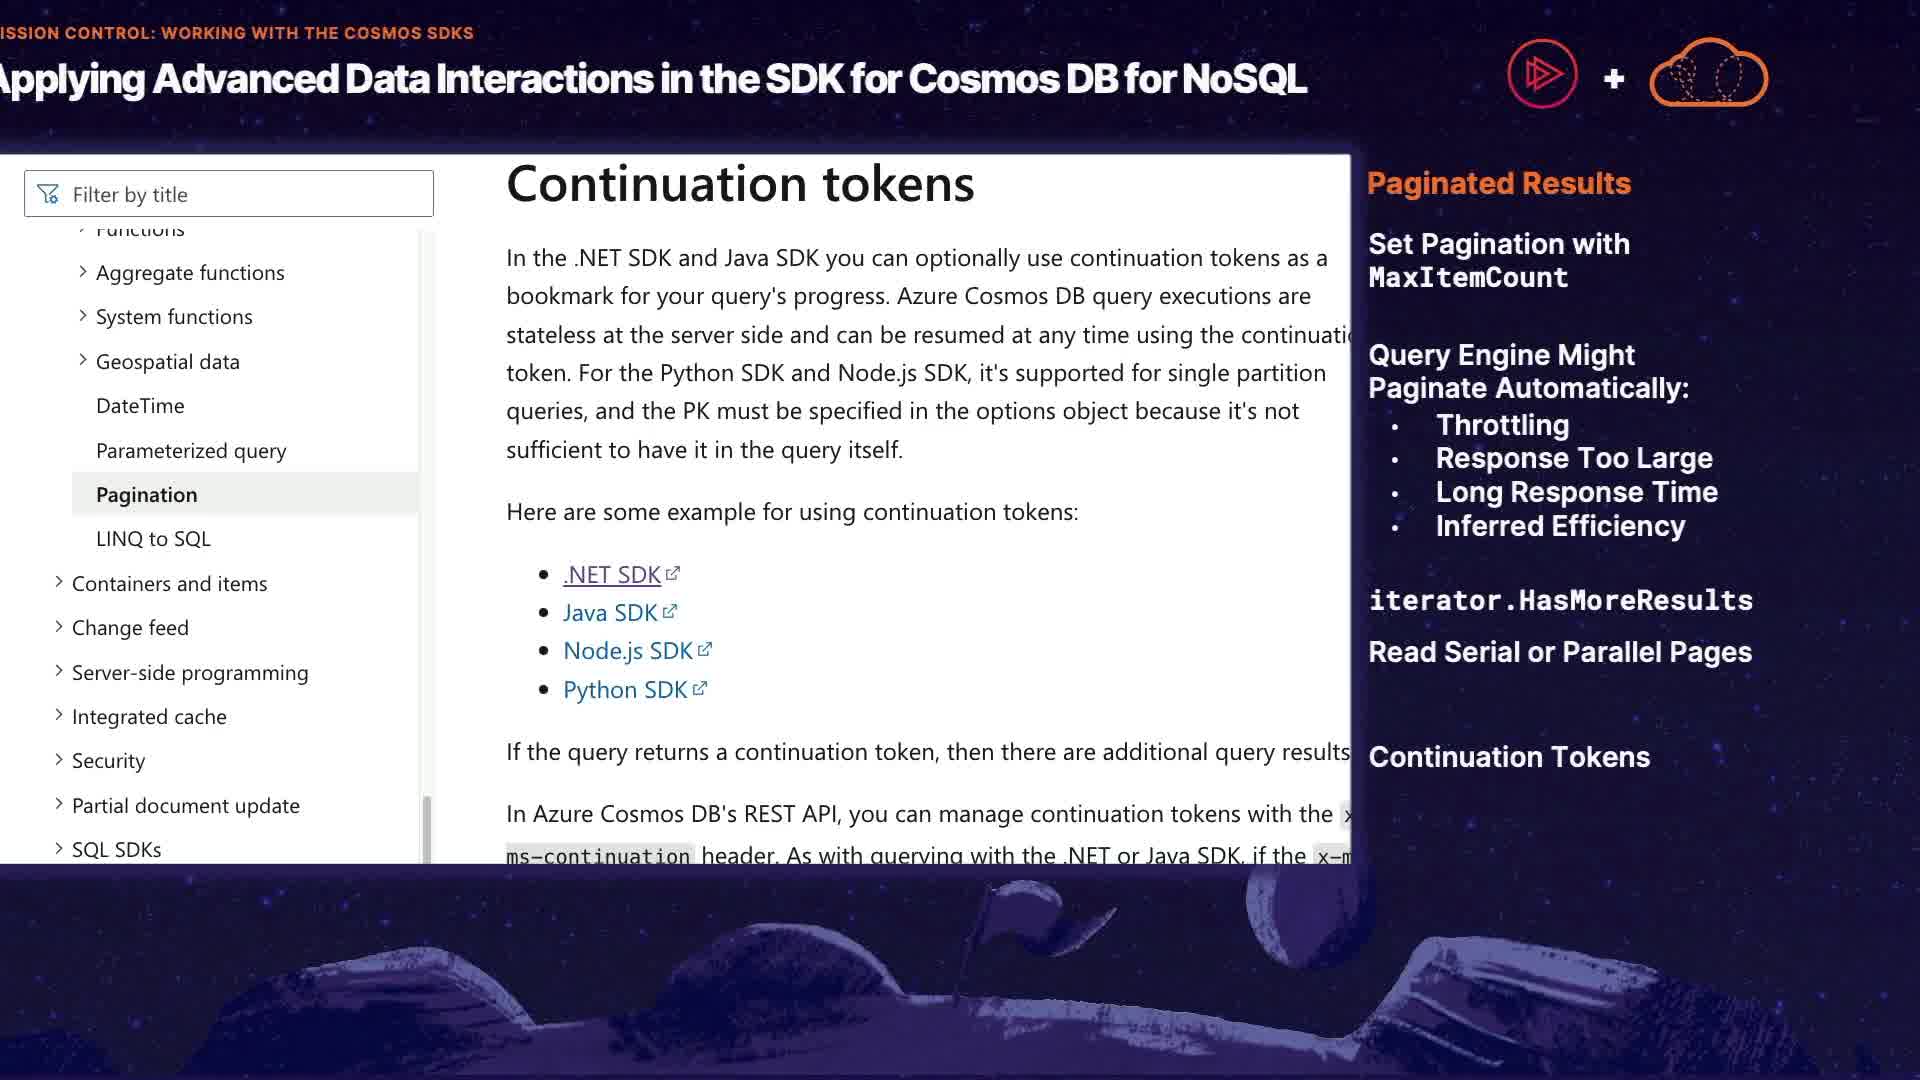 ISSION CONTROL: WORKING WITH THE COSMOS SDKS
Applying Advanced Data Interactions in the SDK for Cosmos DB for NoSQL
+
Filter by title
Functions
Aggregate functions
System functions
Geospatial data
DateTime
Parameterized query
Pagination
LINQ to SQL
Containers and items
Change feed
Server-side programming
Integrated cache
Security
Partial document update
SQL SDKs
Continuation tokens
In the .NET SDK and Java SDK you can optionally use continuation tokens as a
bookmark for your query's progress. Azure Cosmos DB query executions are
stateless at the server side and can be resumed at any time using the continuatio
token. For the Python SDK and Node.js SDK, it's supported for single partition
queries, and the PK must be specified in the options object because it's not
sufficient to have it in the query itself.
Here are some example for using continuation tokens:
• .NET SDK
• Java SDK
• Node.js SDK
• Python SDK
If the query returns a continuation token, then there are additional query results
In Azure Cosmos DB's REST API, you can manage continuation tokens with the x
ms-continuation header. As with querying with the .NET or Java SDK, if the x-m
Paginated Results
Set Pagination with
MaxItemCount
Query Engine Might
Paginate Automatically:
• Throttling
• Response Too Large
• Long Response Time
• Inferred Efficiency
iterator.HasMoreResults
Read Serial or Parallel Pages
Continuation Tokens